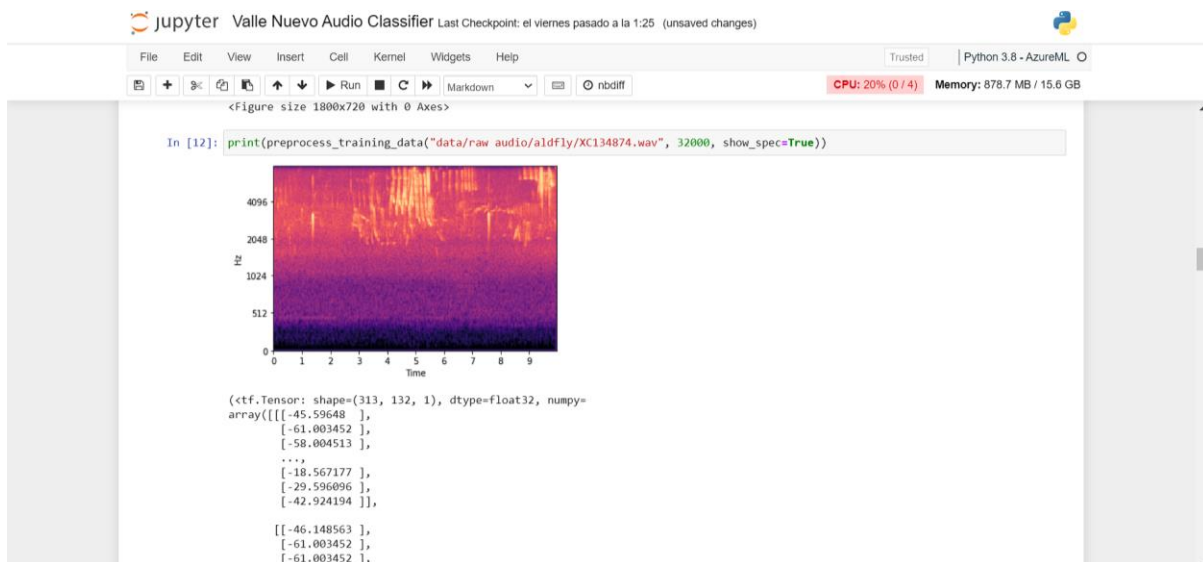 jupyter Valle Nuevo Audio Classifier Last Checkpoint: el viernes pasado a la 1:25 (unsaved changes)
File Edit View Insert Cell Kernel Widgets Help Trusted Python 3.8 - AzureML
Run Markdown nbdiff CPU: 20% (0 / 4) Memory: 878.7 MB / 15.6 GB
<Figure size 1800x720 with 0 Axes>
In [12]: print(preprocess_training_data("data/raw audio/aldfly/XC134874.wav", 32000, show_spec=True))
4096
2048
Hz
1024
512
0
0 1 2 3 4 5 6 7 8 9
Time
(<tf.Tensor: shape=(313, 132, 1), dtype=float32, numpy=
array([[[-45.59648 ],
[-61.003452 ],
[-58.004513 ],
...,
[-18.567177 ],
[-29.596096 ],
[-42.924194 ]],
[[-46.148563 ],
[-61.003452 ],
[-61.003452 ],